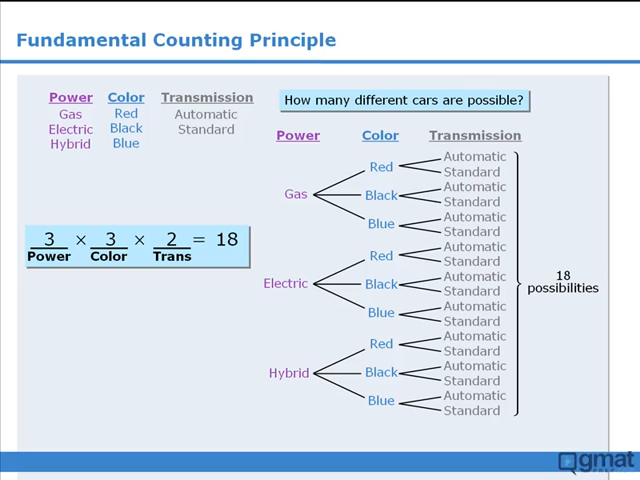 Fundamental Counting Principle
Power Color Transmission
Gas Red Automatic
Electric Black Standard
Hybrid Blue
3 × 3 × 2 = 18
Power Color Trans
How many different cars are possible?
Power Color Transmission
Gas
Red
Automatic
Standard
Black
Automatic
Standard
Blue
Automatic
Standard
Electric
Red
Automatic
Standard
Black
Automatic
Standard
Blue
Automatic
Standard
Hybrid
Red
Automatic
Standard
Black
Automatic
Standard
Blue
Automatic
Standard
18
possibilities
gmat